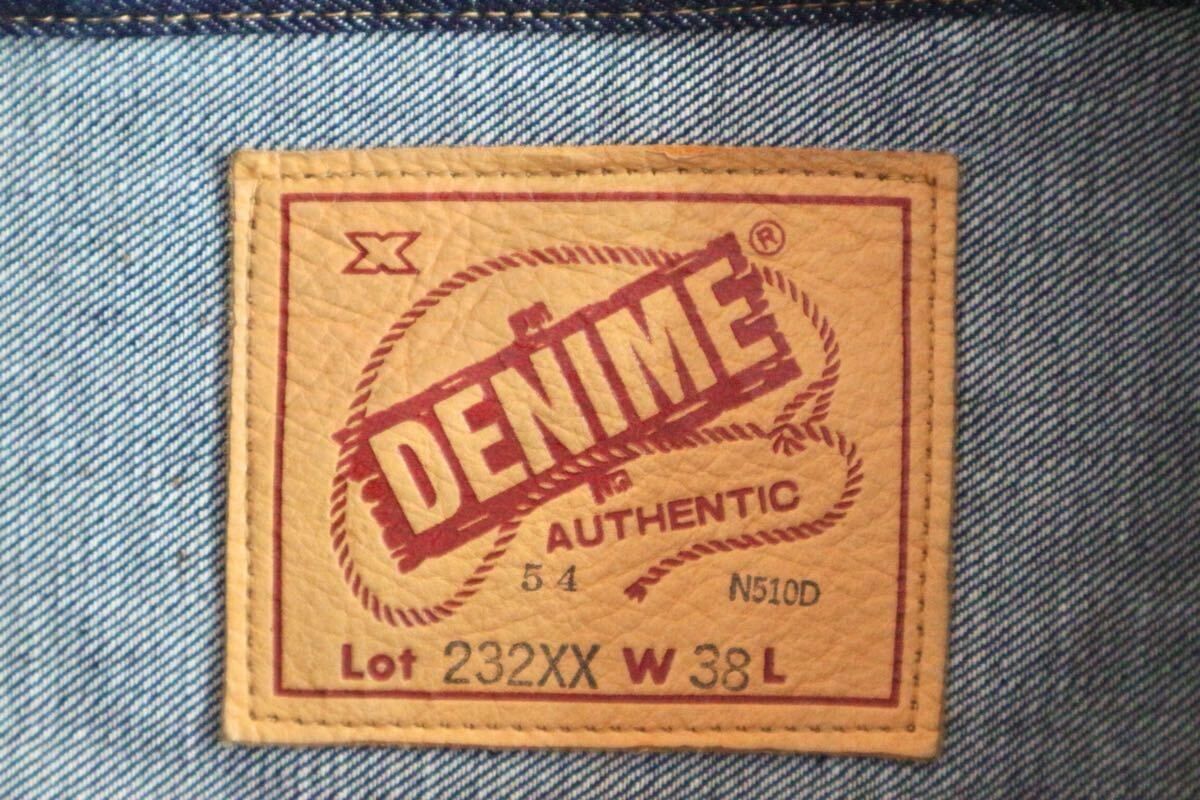 X
®
DENIME
AUTHENTIC
54 N510D
Lot 232XX W 38 L